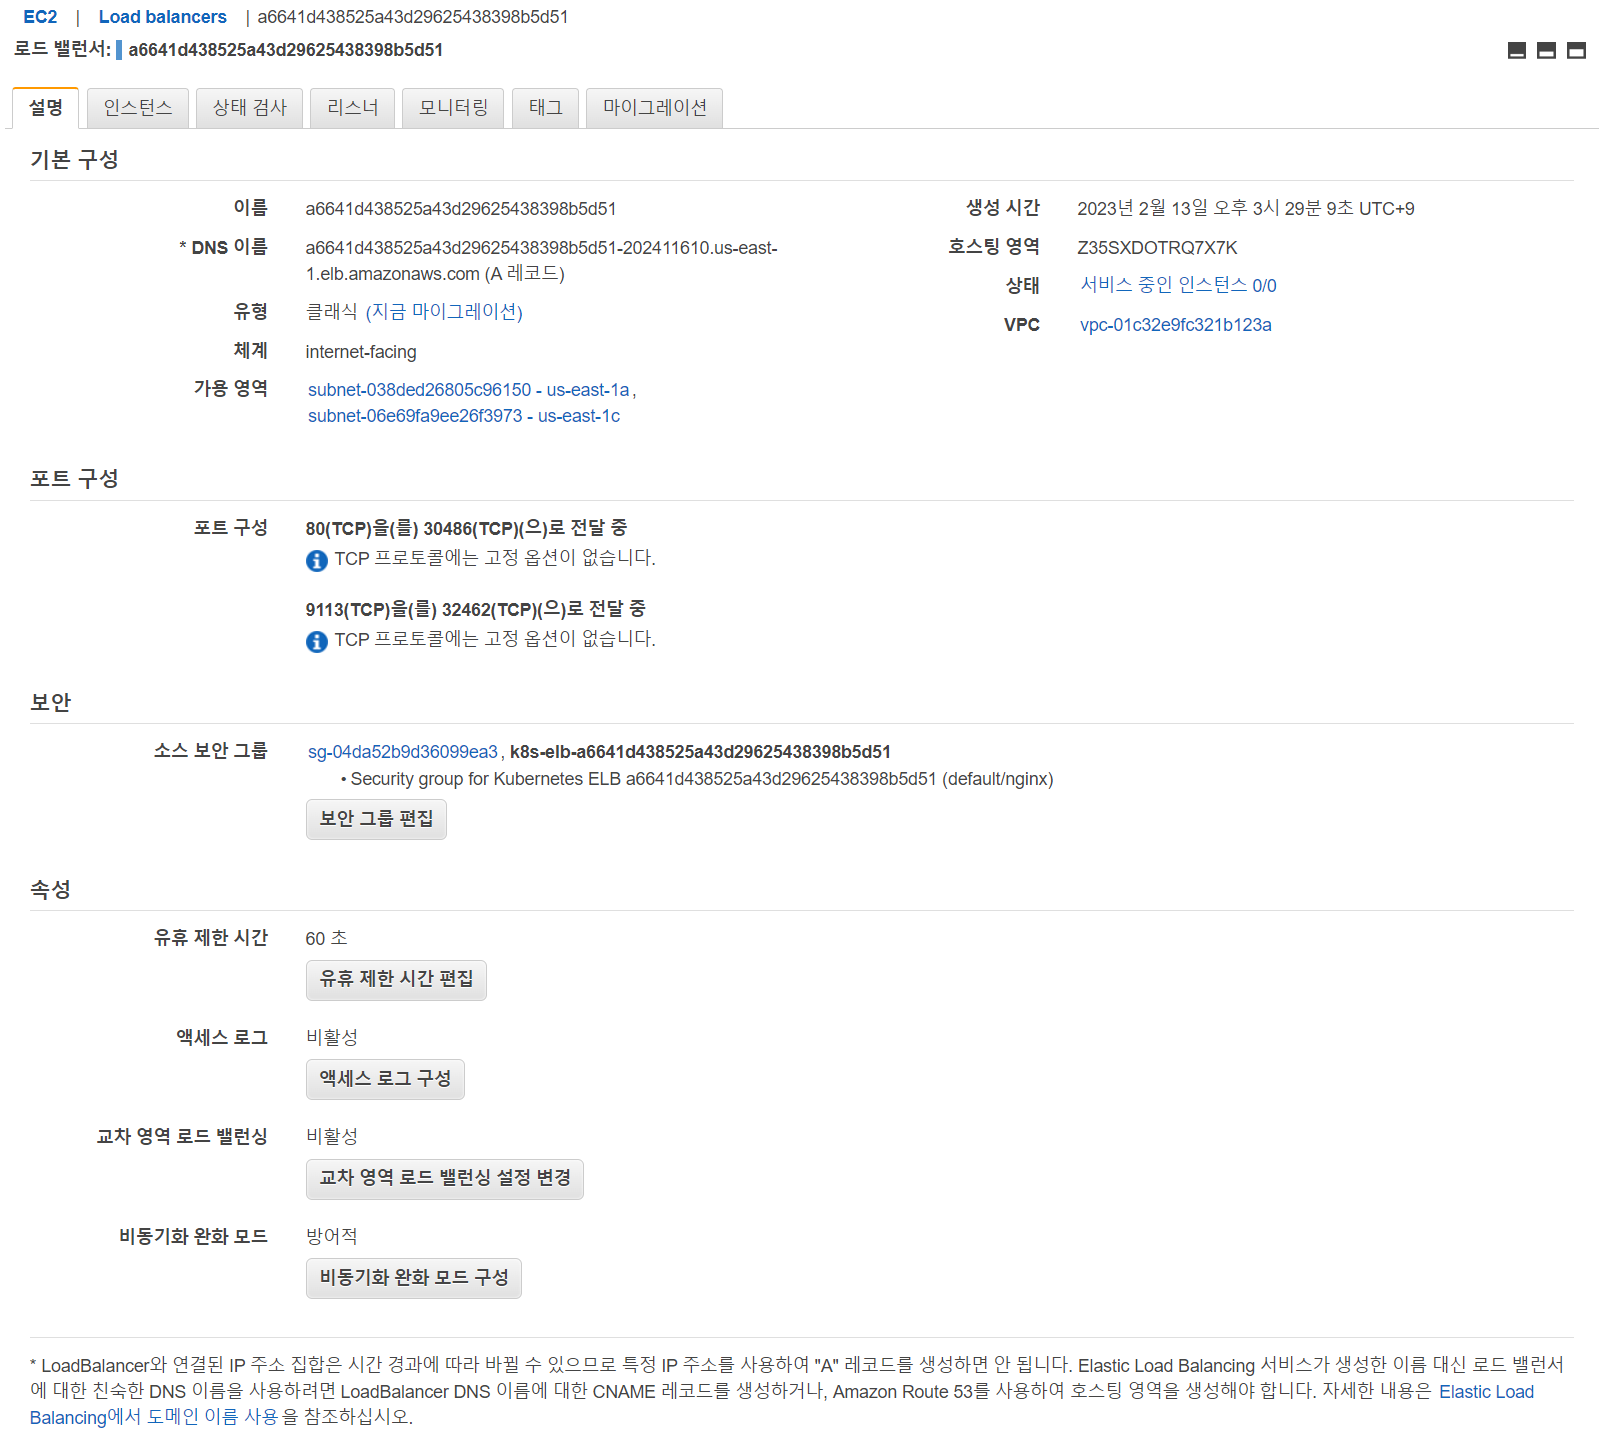 EC2 | Load balancers | a6641d438525a43d29625438398b5d51
로드 밸런서: a6641d438525a43d29625438398b5d51
설명 인스턴스 상태 검사 리스너 모니터링 태그 마이그레이션
기본 구성
이름 a6641d438525a43d29625438398b5d51
* DNS 이름 a6641d438525a43d29625438398b5d51-202411610.us-east-
1.elb.amazonaws.com (A 레코드)
유형 클래식 (지금 마이그레이션)
체계 internet-facing
가용 영역 subnet-038ded26805c96150 - us-east-1a,
subnet-06e69fa9ee26f3973 - us-east-1c
생성 시간 2023년 2월 13일 오후 3시 29분 9초 UTC+9
호스팅 영역 Z35SXDOTRQ7X7K
상태 서비스 중인 인스턴스 0/0
VPC vpc-01c32e9fc321b123a
포트 구성
포트 구성 80(TCP)을(를) 30486(TCP)(으)로 전달 중
TCP 프로토콜에는 고정 옵션이 없습니다.
9113(TCP)을(를) 32462(TCP)(으)로 전달 중
TCP 프로토콜에는 고정 옵션이 없습니다.
보안
소스 보안 그룹 sg-04da52b9d36099ea3, k8s-elb-a6641d438525a43d29625438398b5d51
• Security group for Kubernetes ELB a6641d438525a43d29625438398b5d51 (default/nginx)
보안 그룹 편집
속성
유휴 제한 시간 60 초
유휴 제한 시간 편집
액세스 로그 비활성
액세스 로그 구성
교차 영역 로드 밸런싱 비활성
교차 영역 로드 밸런싱 설정 변경
비동기화 완화 모드 방어적
비동기화 완화 모드 구성
* LoadBalancer와 연결된 IP 주소 집합은 시간 경과에 따라 바뀔 수 있으므로 특정 IP 주소를 사용하여 "A" 레코드를 생성하면 안 됩니다. Elastic Load Balancing 서비스가 생성한 이름 대신 로드 밸런서
에 대한 친숙한 DNS 이름을 사용하려면 LoadBalancer DNS 이름에 대한 CNAME 레코드를 생성하거나, Amazon Route 53를 사용하여 호스팅 영역을 생성해야 합니다. 자세한 내용은 Elastic Load
Balancing에서 도메인 이름 사용을 참조하십시오.